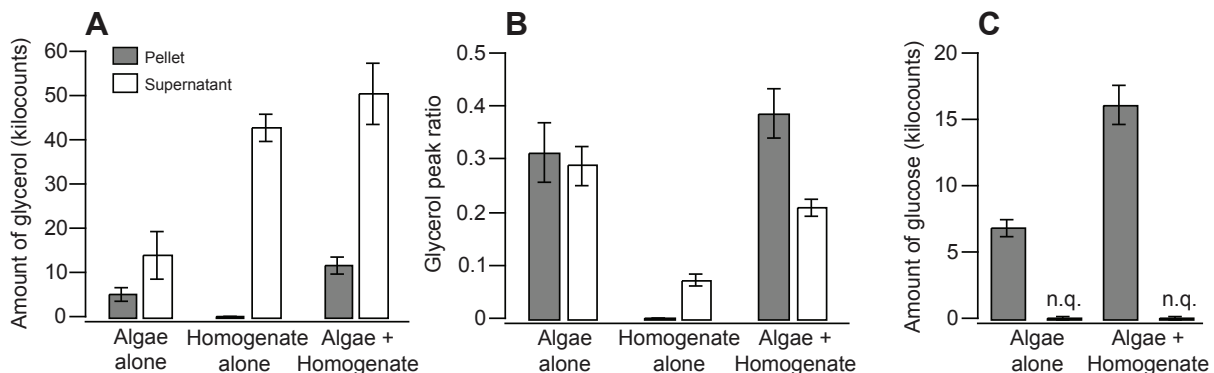 A
Amount of glycerol (kilocounts)
60
50
40
30
20
10
0
Pellet
Supernatant
Algae
alone
Homogenate
alone
Algae +
Homogenate
B
Glycerol peak ratio
0.5
0.4
0.3
0.2
0.1
0
Algae
alone
Homogenate
alone
Algae +
Homogenate
C
Amount of glucose (kilocounts)
20
15
10
5
0
n.q.
n.q.
Algae
alone
Algae +
Homogenate